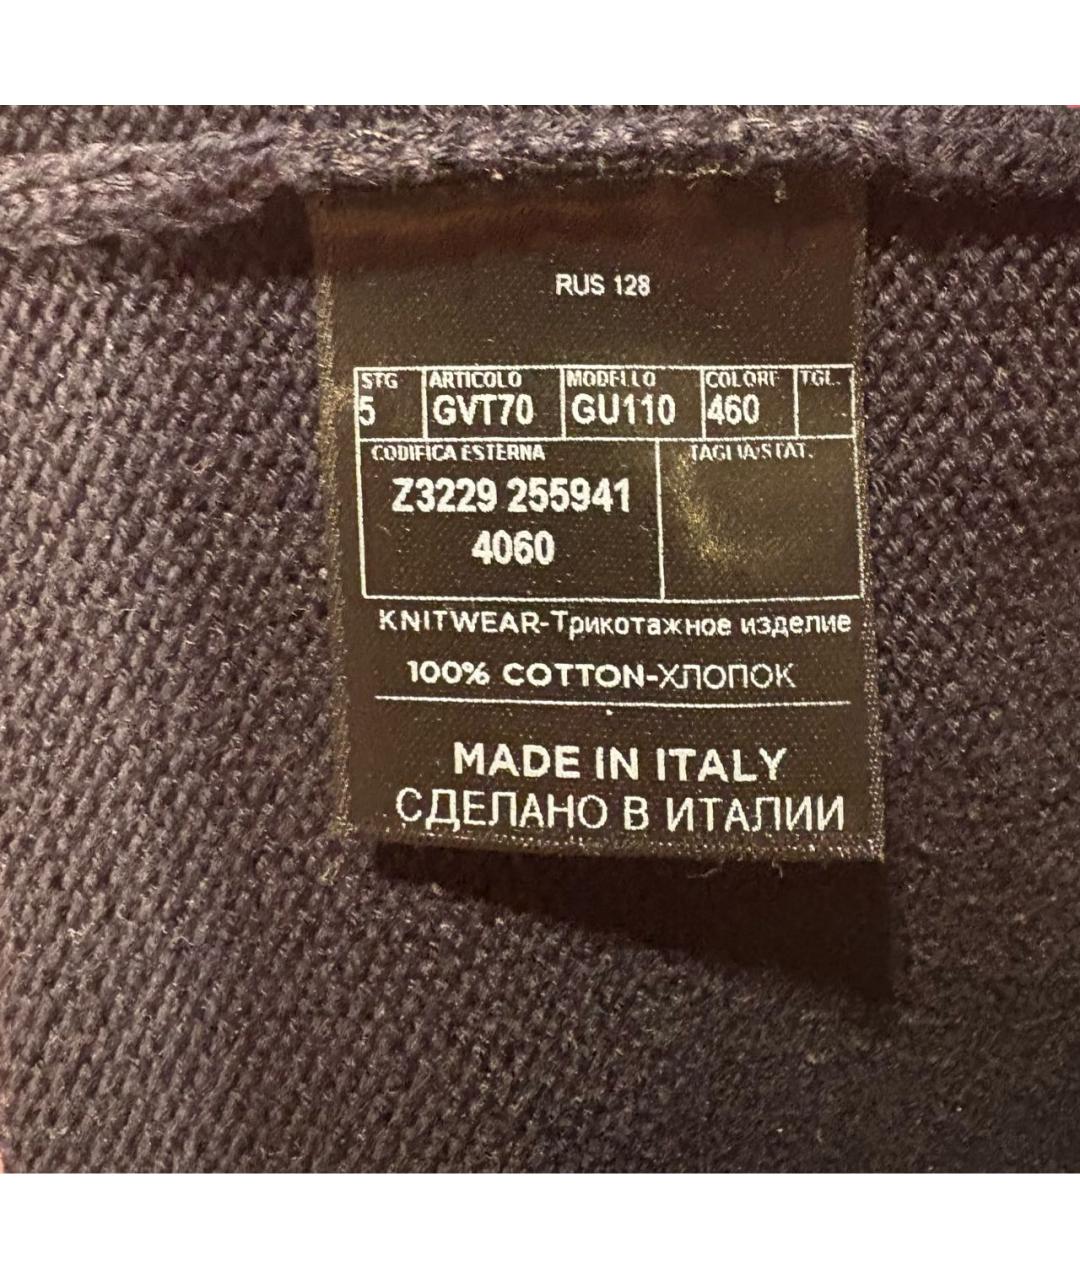 RUS 128
STG ARTICOLO MODELLO COLORE TGL.
5 GVT70 GU110 460
CODIFICA ESTERNA TAGLIA/STAT.
Z3229 255941
4060
KNITWEAR-Трикотажное изделие
100% COTTON-ХЛОПОК
MADE IN ITALY
СДЕЛАНО В ИТАЛИИ